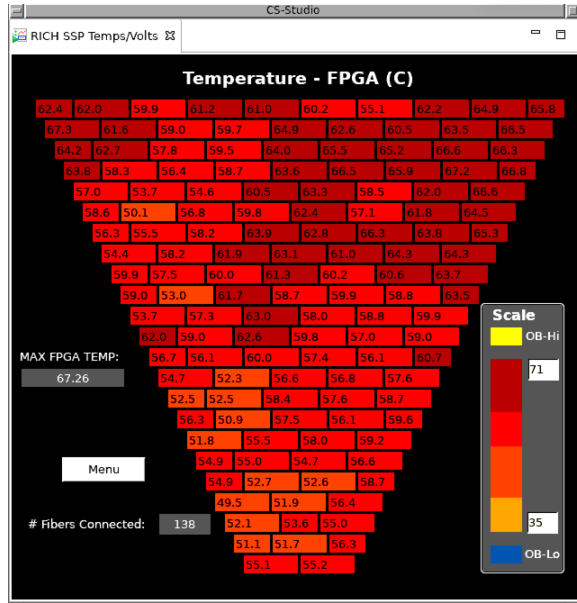 CS-Studio
RICH SSP Temps/Volts
Temperature - FPGA (C)
62.4 62.0 59.9 61.2 61.0 60.2 55.1 62.2 64.9 65.8
67.3 61.6 59.0 59.7 64.9 62.6 60.5 63.5 66.5
64.2 62.7 57.8 59.5 64.0 65.5 65.2 66.6 66.3
63.8 58.3 56.4 58.7 63.6 66.5 65.9 67.2 66.8
57.0 53.7 54.6 60.5 63.3 58.5 62.0 66.6
58.6 50.1 56.8 59.8 62.4 57.1 61.8 64.5
56.3 55.5 58.2 63.9 62.8 66.3 63.8 65.3
54.4 58.2 61.9 63.1 61.0 64.3 64.3
59.9 57.5 60.0 61.3 60.2 60.6 63.7
59.0 53.0 61.7 58.7 59.9 58.8 63.5
53.7 57.3 63.0 58.0 58.8 59.9
62.0 59.0 62.6 59.8 57.0 59.0
56.7 56.1 60.0 57.4 56.1 60.7
54.7 52.3 56.6 56.8 57.6
52.5 52.5 58.4 57.6 58.7
56.3 50.9 57.5 56.1 59.6
51.8 55.5 58.0 59.2
54.9 55.0 54.7 56.6
54.9 52.7 52.6 58.7
49.5 51.9 56.4
52.1 53.6 55.0
51.1 51.7 56.3
55.1 55.2
MAX FPGA TEMP:
67.26
Menu
# Fibers Connected: 138
Scale
OB-Hi
71
35
OB-Lo